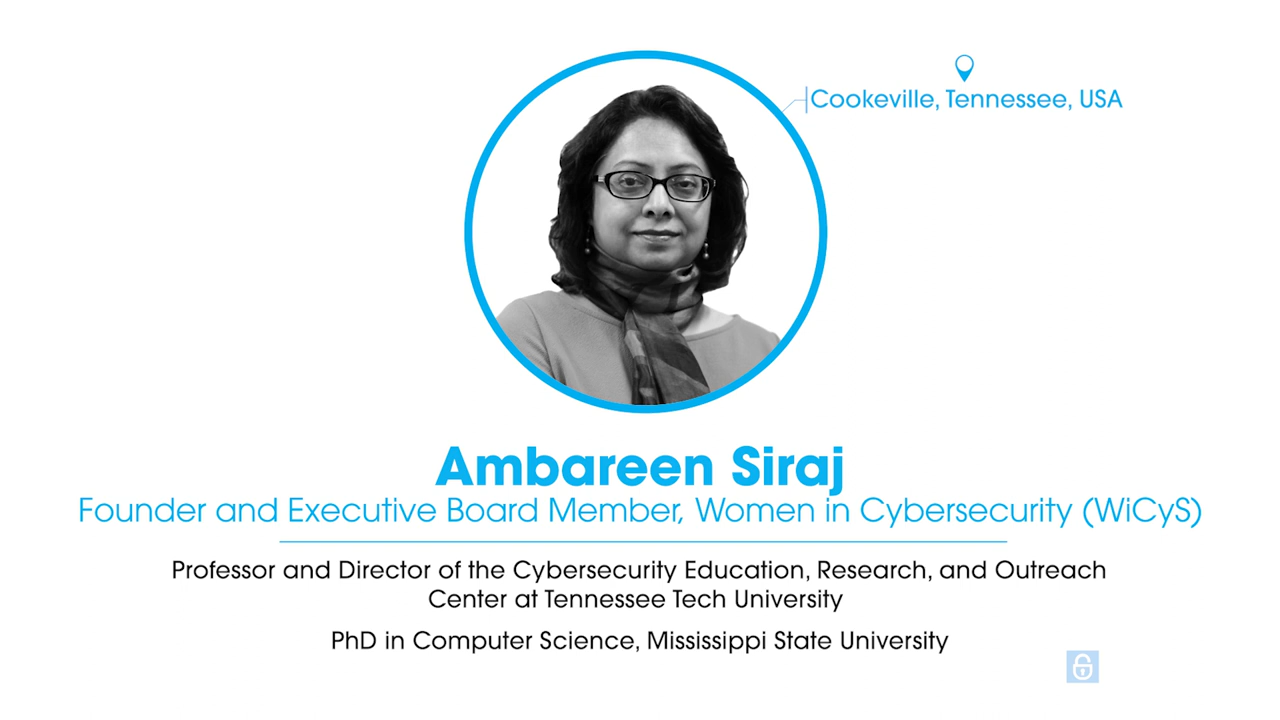 Cookeville, Tennessee, USA
Ambareen Siraj
Founder and Executive Board Member, Women in Cybersecurity (WiCyS)
Professor and Director of the Cybersecurity Education, Research, and Outreach
Center at Tennessee Tech University
PhD in Computer Science, Mississippi State University